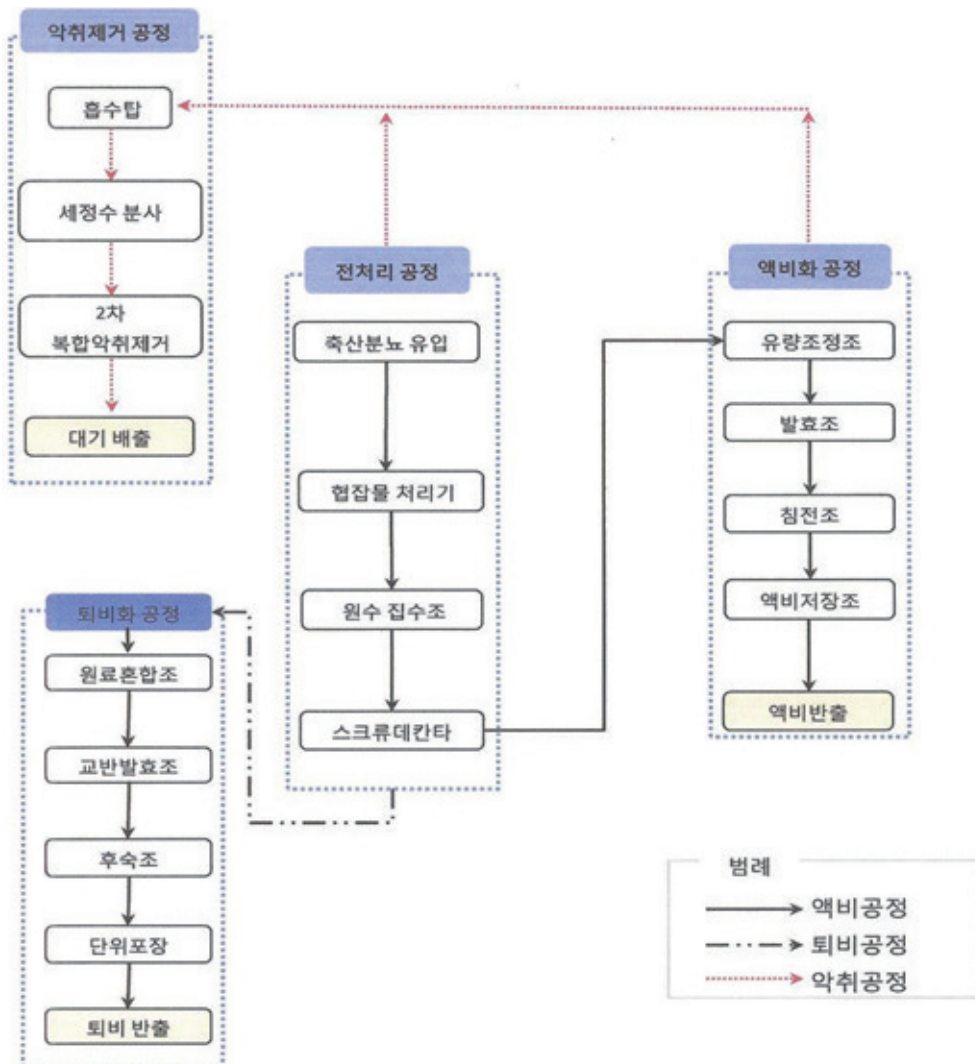 악취제거 공정
흡수탑
세정수 분사
2차
복합악취제거
대기 배출
전처리 공정
축산분뇨 유입
협잡물 처리기
원수 집수조
스크류데칸타
액비화 공정
유량조정조
발효조
침전조
액비저장조
액비반출
퇴비화 공정
원료혼합조
교반발효조
후숙조
단위포장
퇴비 반출
범례
액비공정
퇴비공정
악취공정